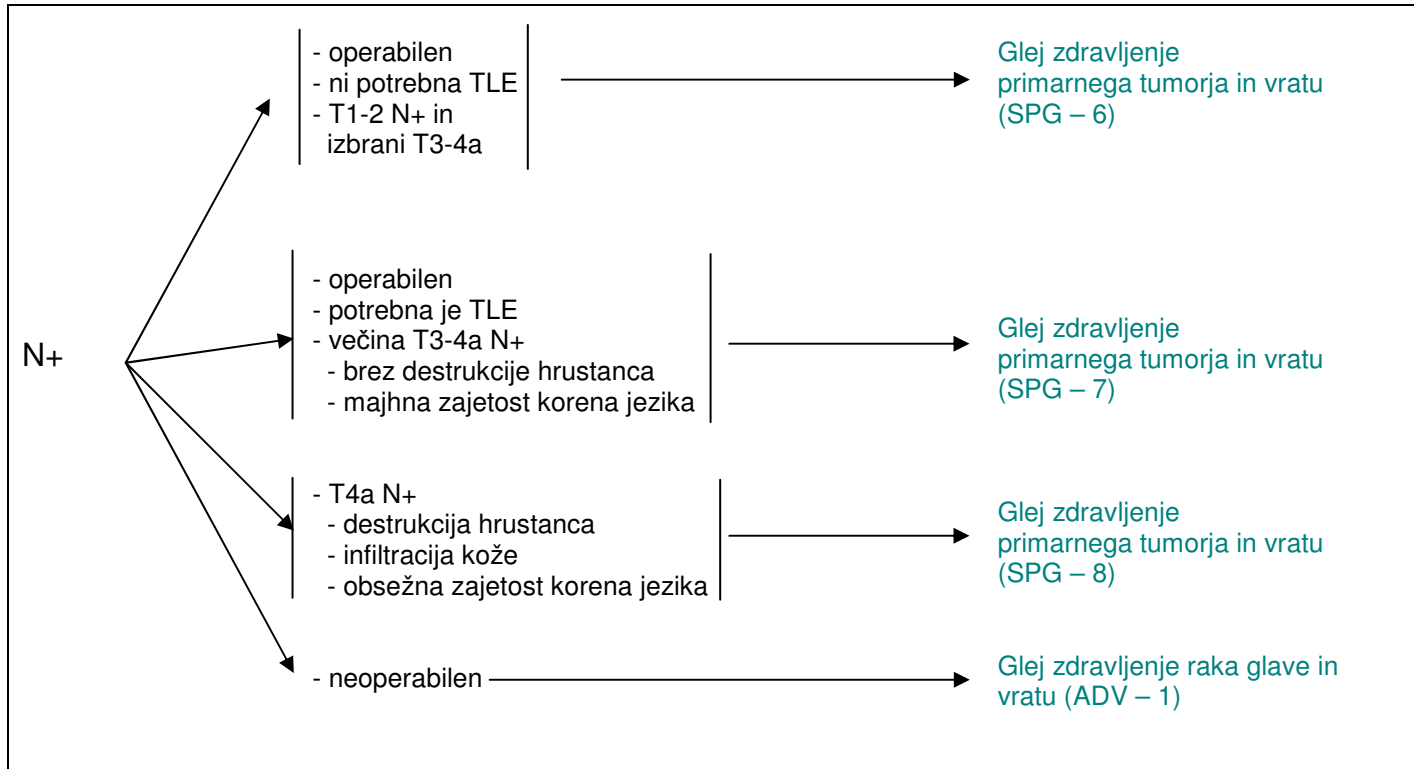 N+
- operabilen
- ni potrebna TLE
- T1-2 N+ in
izbrani T3-4a
Glej zdravljenje
primarnega tumorja in vratu
(SPG – 6)
- operabilen
- potrebna je TLE
- večina T3-4a N+
- brez destrukcije hrustanca
- majhna zajetost korena jezika
Glej zdravljenje
primarnega tumorja in vratu
(SPG – 7)
- T4a N+
- destrukcija hrustanca
- infiltracija kože
- obsežna zajetost korena jezika
Glej zdravljenje
primarnega tumorja in vratu
(SPG – 8)
- neoperabilen
Glej zdravljenje raka glave in
vratu (ADV – 1)